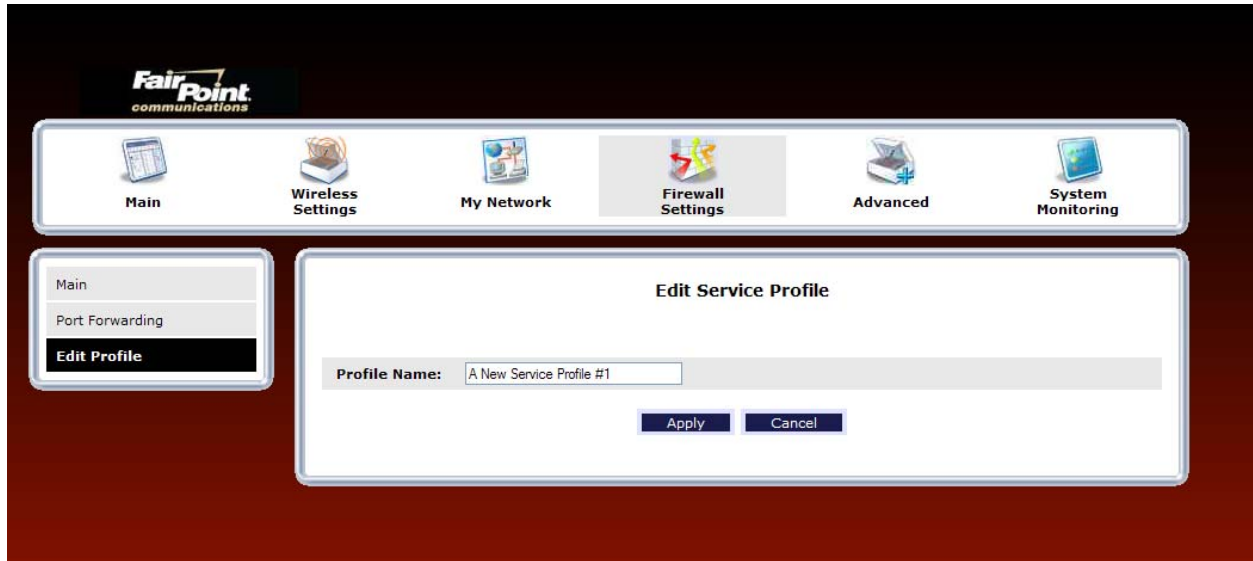 Fair
Point.
communications
Main
Wireless
Settings
My Network
Firewall
Settings
Advanced
System
Monitoring
Main
Port Forwarding
Edit Profile
Edit Service Profile
Profile Name: A New Service Profile #1
Apply Cancel